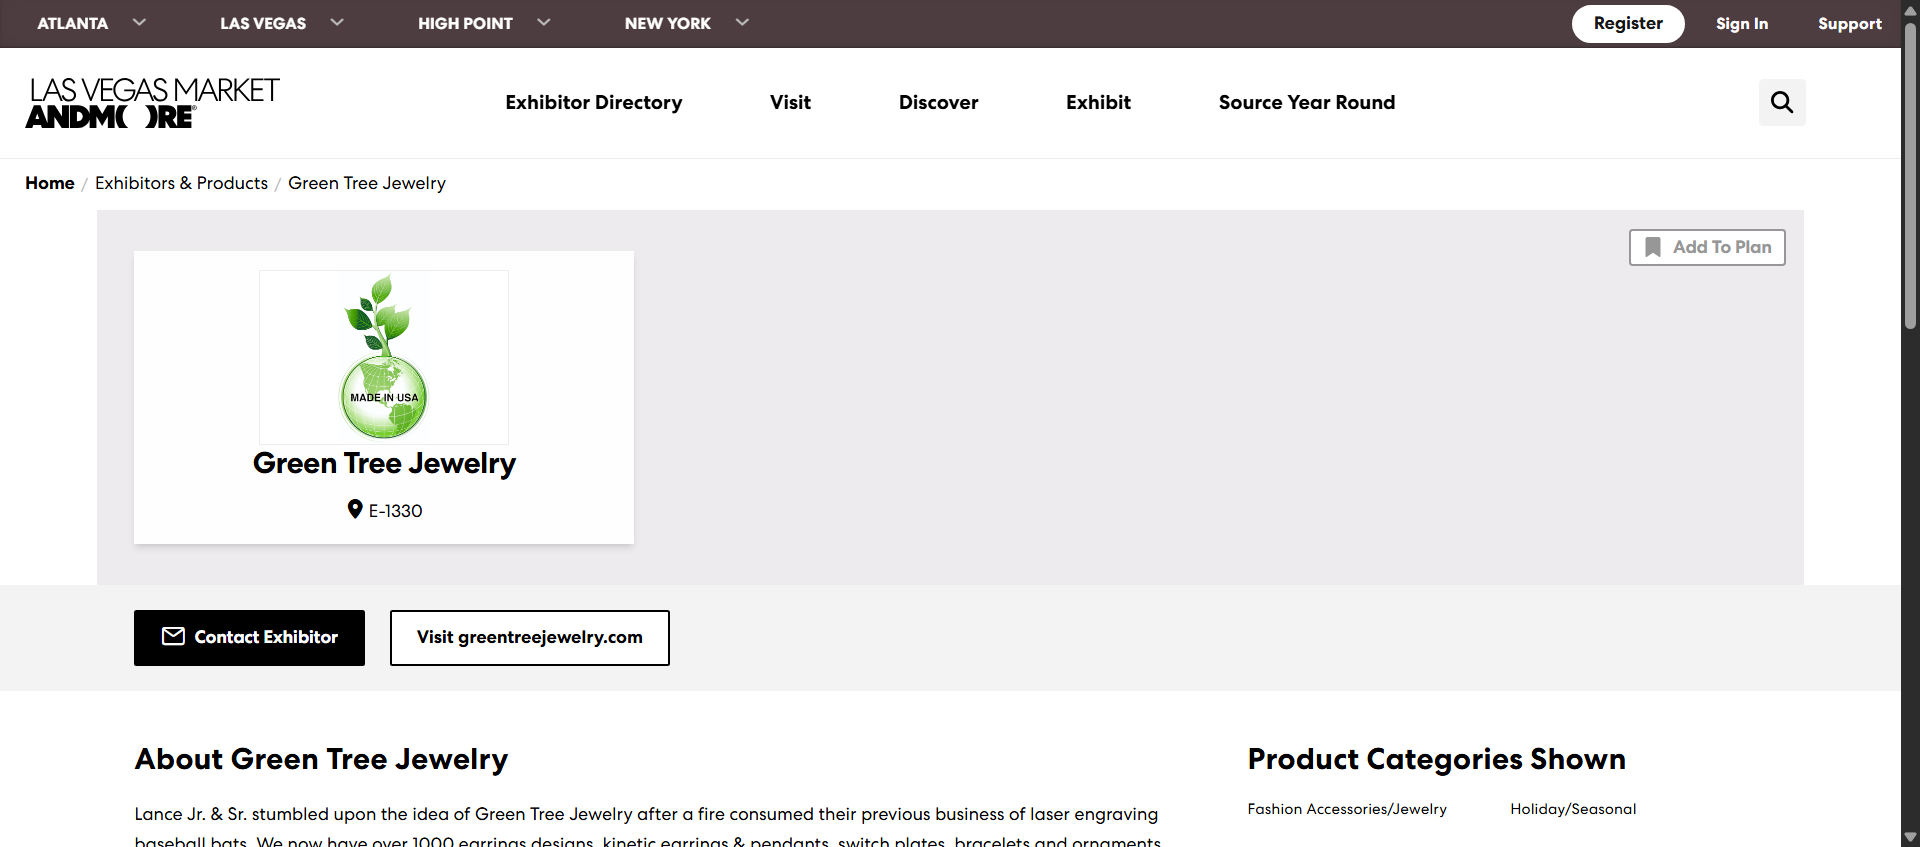 ATLANTA LAS VEGAS HIGH POINT NEW YORK Register Sign In Support
LAS VEGAS MARKET
ANDMORE®
Exhibitor Directory Visit Discover Exhibit Source Year Round
Home / Exhibitors & Products / Green Tree Jewelry
Add To Plan
MADE IN USA
Green Tree Jewelry
E-1330
Contact Exhibitor Visit greentreejewelry.com
About Green Tree Jewelry
Lance Jr. & Sr. stumbled upon the idea of Green Tree Jewelry after a fire consumed their previous business of laser engraving
baseball bats. We now have over 1000 earrings designs, kinetic earrings & pendants, switch plates, bracelets and ornaments
Product Categories Shown
Fashion Accessories/Jewelry Holiday/Seasonal